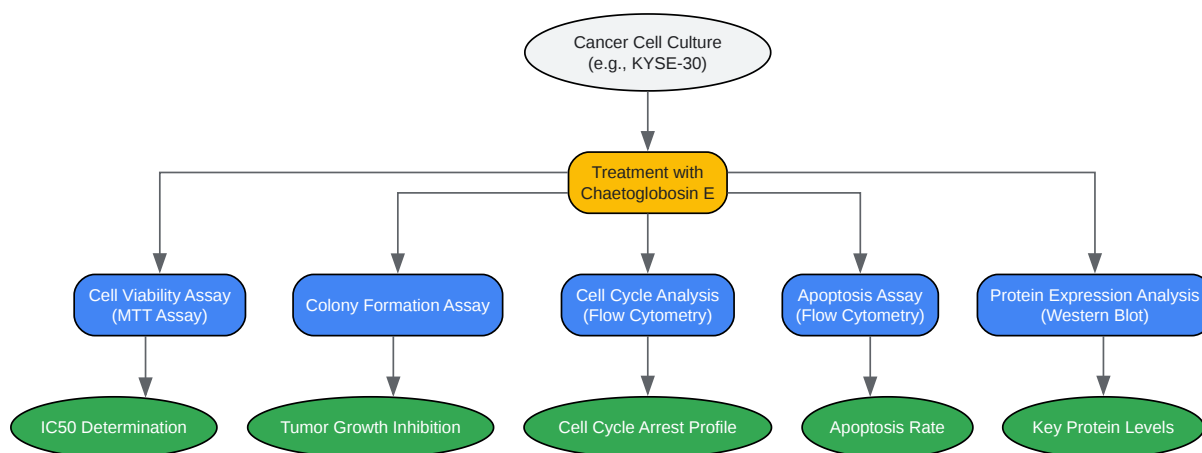 Cancer Cell Culture
(e.g., KYSE-30)
Treatment with
Chaetoglobosin E
Cell Viability Assay
(MTT Assay)
Colony Formation Assay
Cell Cycle Analysis
(Flow Cytometry)
Apoptosis Assay
(Flow Cytometry)
Protein Expression Analysis
(Western Blot)
IC50 Determination
Tumor Growth Inhibition
Cell Cycle Arrest Profile
Apoptosis Rate
Key Protein Levels